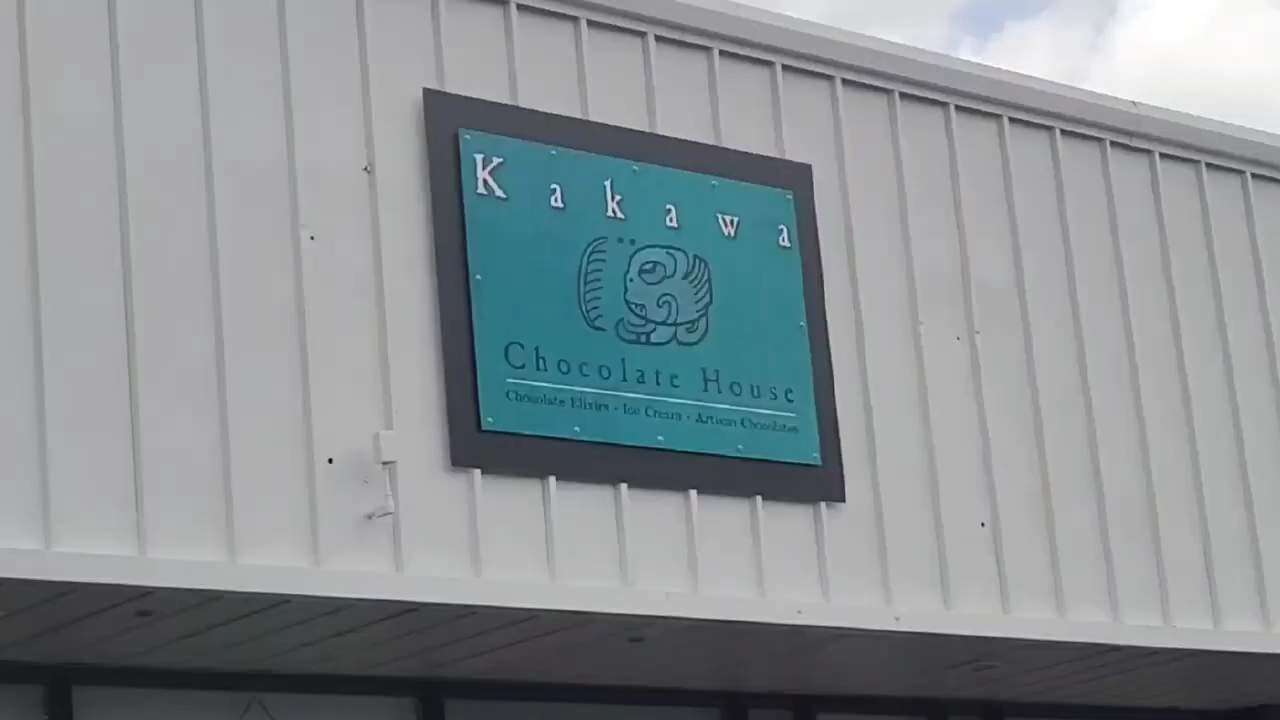 Kakawa
Chocolate House
Chocolate Elixirs - Ice Cream - Artisan Chocolates